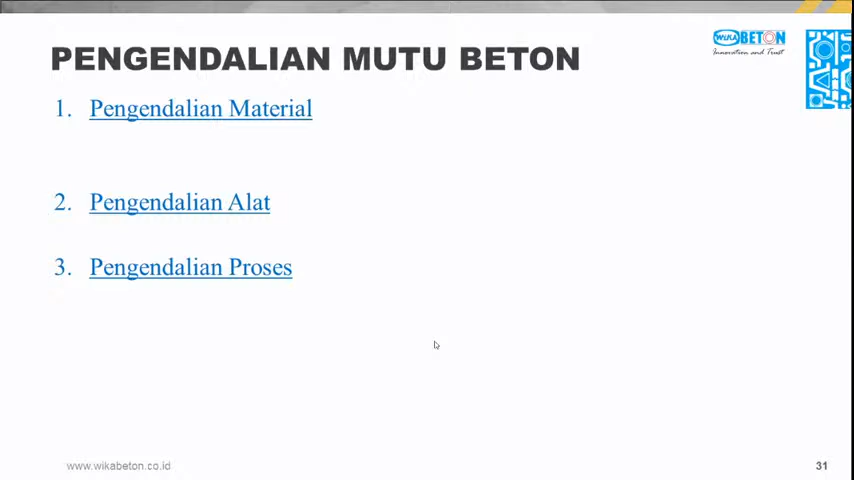 WIKA BETON
Innovation and Trust
PENGENDALIAN MUTU BETON
1. Pengendalian Material
2. Pengendalian Alat
3. Pengendalian Proses
www.wikabeton.co.id
31